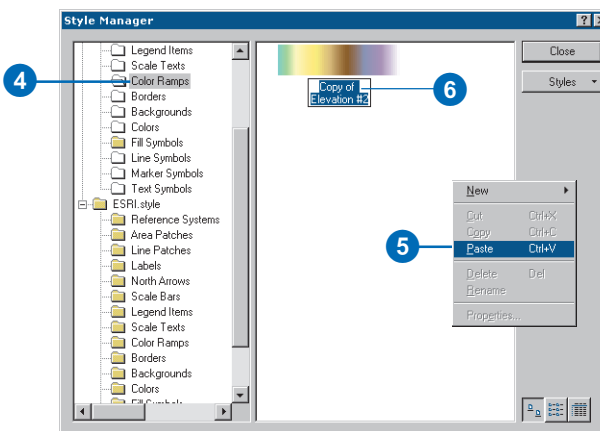 Style Manager
?
Legend Items
Scale Texts
Color Ramps
Borders
Backgrounds
Colors
Fill Symbols
Line Symbols
Marker Symbols
Text Symbols
ESRI.style
Reference Systems
Area Patches
Line Patches
Labels
North Arrows
Scale Bars
Legend Items
Scale Texts
Color Ramps
Borders
Backgrounds
Colors
Fill Symbols
4
Copy of
Elevation #2
6
Close
Styles
5
New
Cut Ctrl+X
Copy Ctrl+C
Paste Ctrl+V
Delete Del
Rename
Properties...